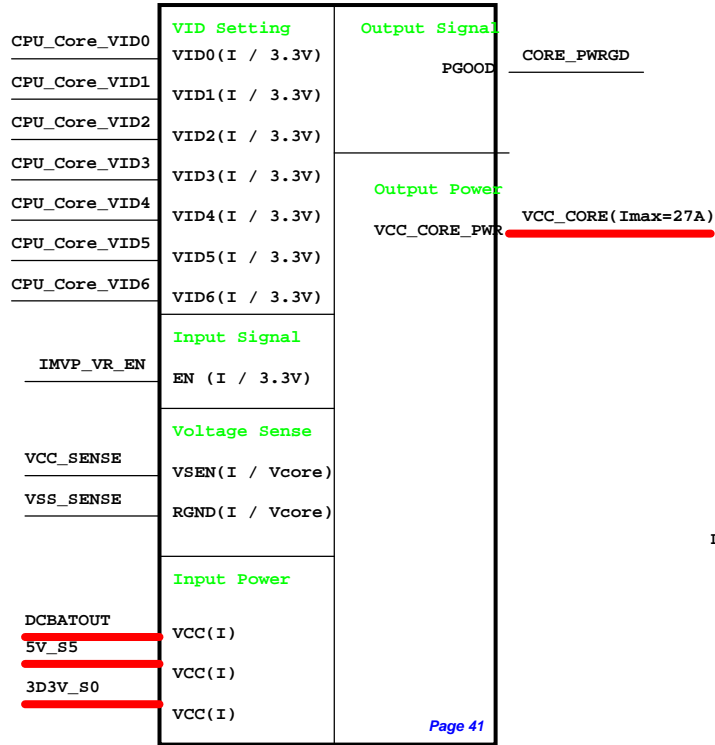 VID Setting
Output Signal
CPU_Core_VID0
VID0(I / 3.3V)
PGOOD
CORE_PWRGD
CPU_Core_VID1
VID1(I / 3.3V)
CPU_Core_VID2
VID2(I / 3.3V)
CPU_Core_VID3
VID3(I / 3.3V)
Output Power
CPU_Core_VID4
VID4(I / 3.3V)
VCC_CORE_PWR
VCC_CORE(Imax=27A)
CPU_Core_VID5
VID5(I / 3.3V)
CPU_Core_VID6
VID6(I / 3.3V)
Input Signal
IMVP_VR_EN
EN (I / 3.3V)
Voltage Sense
VCC_SENSE
VSEN(I / Vcore)
VSS_SENSE
RGND(I / Vcore)
Input Power
DCBATOUT
VCC(I)
5V_S5
VCC(I)
3D3V_S0
VCC(I)
Page 41